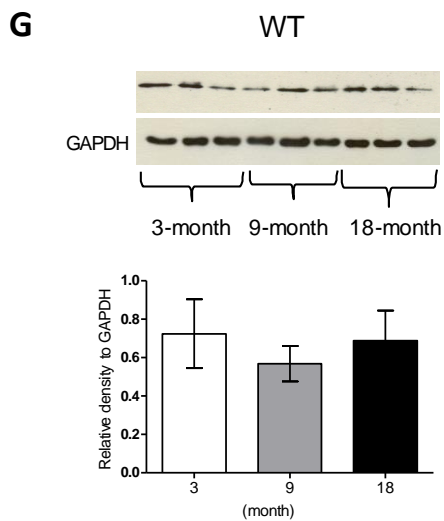 G
WT
GAPDH
3-month 9-month 18-month
Relative density to GAPDH
1.0
0.8
0.6
0.4
0.2
0.0
3 9 18
(month)